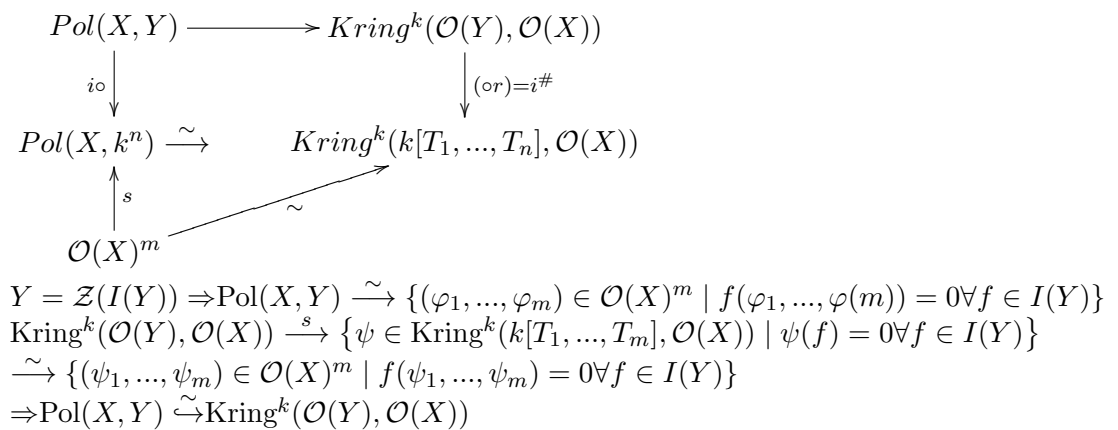 Pol(X, Y) ⟶ Kring^k(𝒪(Y), 𝒪(X))
i∘ (∘r)=i^#
Pol(X, k^n) ⟶^∼ Kring^k(k[T_1, ..., T_n], 𝒪(X))
s ∼
𝒪(X)^m
Y = 𝒵(I(Y)) ⇒Pol(X, Y) ⟶^∼ {(φ_1, ..., φ_m) ∈ 𝒪(X)^m | f(φ_1, ..., φ(m)) = 0∀f ∈ I(Y)}
Kring^k(𝒪(Y), 𝒪(X)) ⟶^s {ψ ∈ Kring^k(k[T_1, ..., T_m], 𝒪(X)) | ψ(f) = 0∀f ∈ I(Y)}
⟶^∼ {(ψ_1, ..., ψ_m) ∈ 𝒪(X)^m | f(ψ_1, ..., ψ_m) = 0∀f ∈ I(Y)}
⇒Pol(X, Y) ↪^∼Kring^k(𝒪(Y), 𝒪(X))